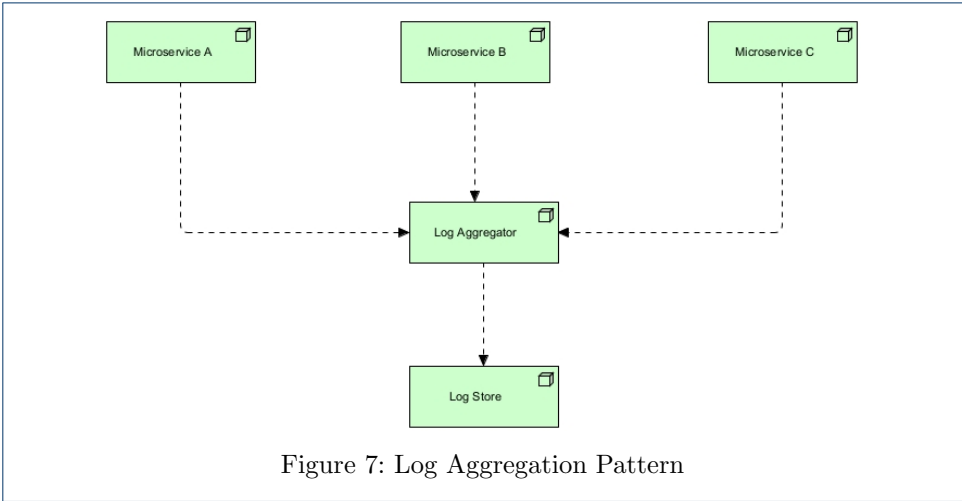 Microservice A
Microservice B
Microservice C
Log Aggregator
Log Store
Figure 7: Log Aggregation Pattern